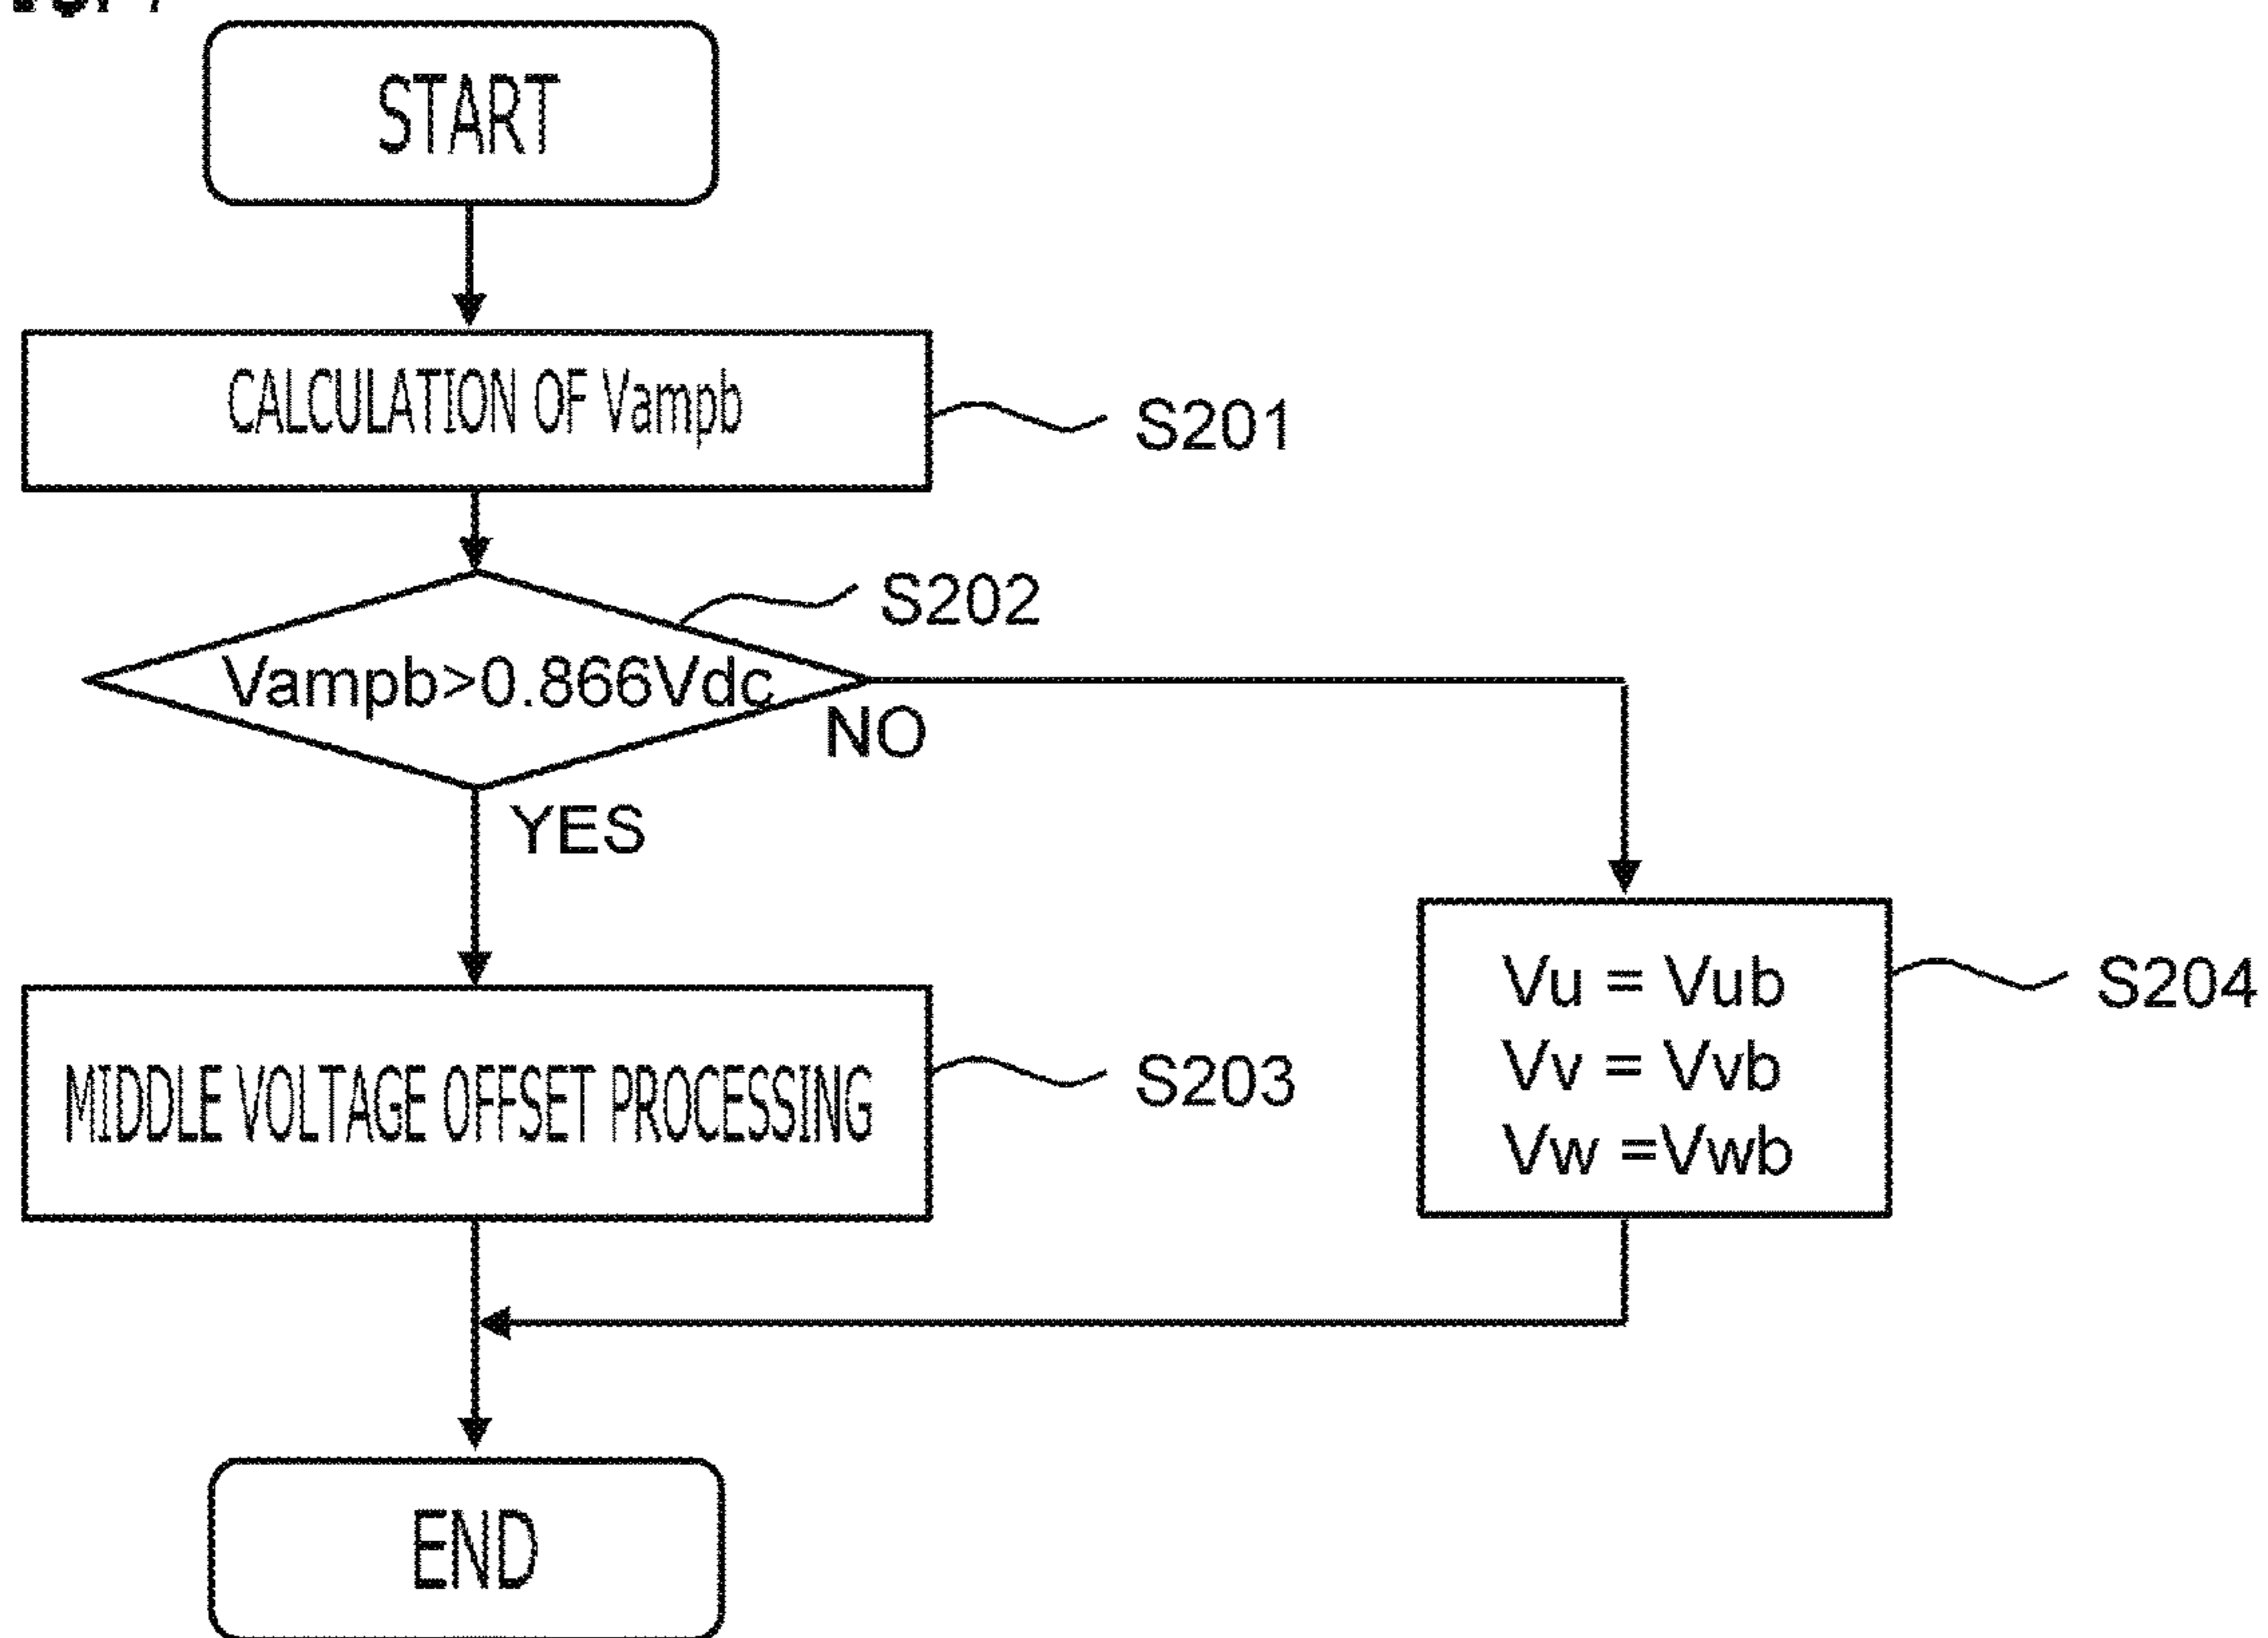 START
CALCULATION OF Vampb
S201
S202
Vampb>0.866Vdc
NO
YES
Vu = Vub
Vv = Vvb
Vw =Vwb
S204
MIDDLE VOLTAGE OFFSET PROCESSING
S203
END